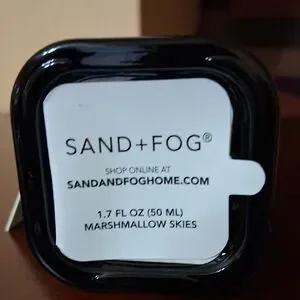 SAND+FOG®
SHOP ONLINE AT
SANDANDFOGHOME.COM
1.7 FL OZ (50 ML)
MARSHMALLOW SKIES